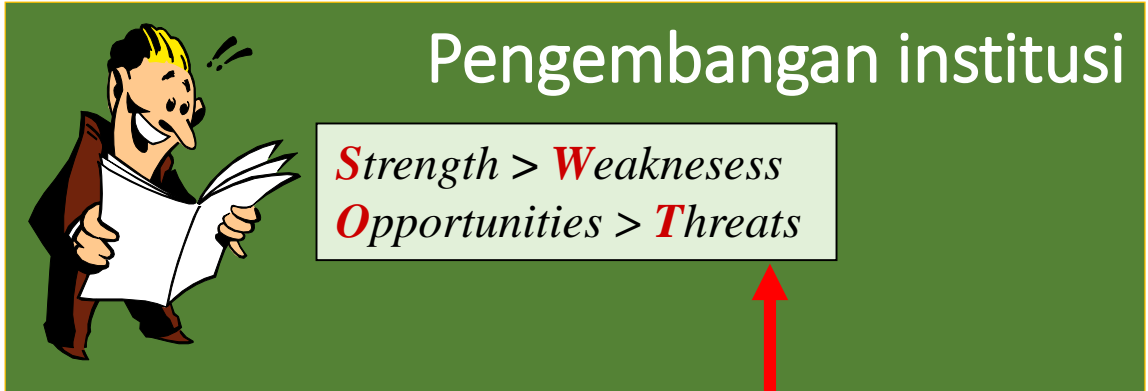 Pengembangan institusi
Strength > Weaknesess
Opportunities > Threats